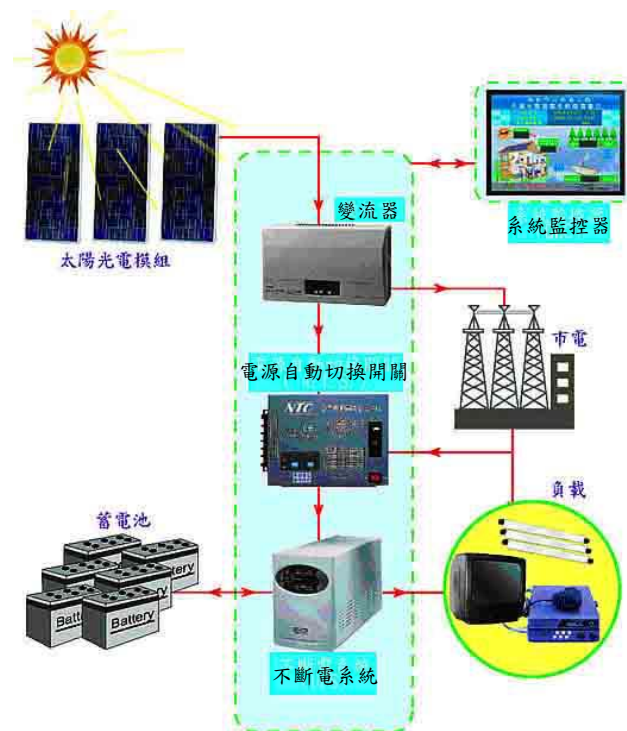 變流器
系統監控器
太陽光電模組
市電
電源自動切換開關
NTC
負載
蓄電池
Battery
Battery
Battery
Battery
不斷電系統